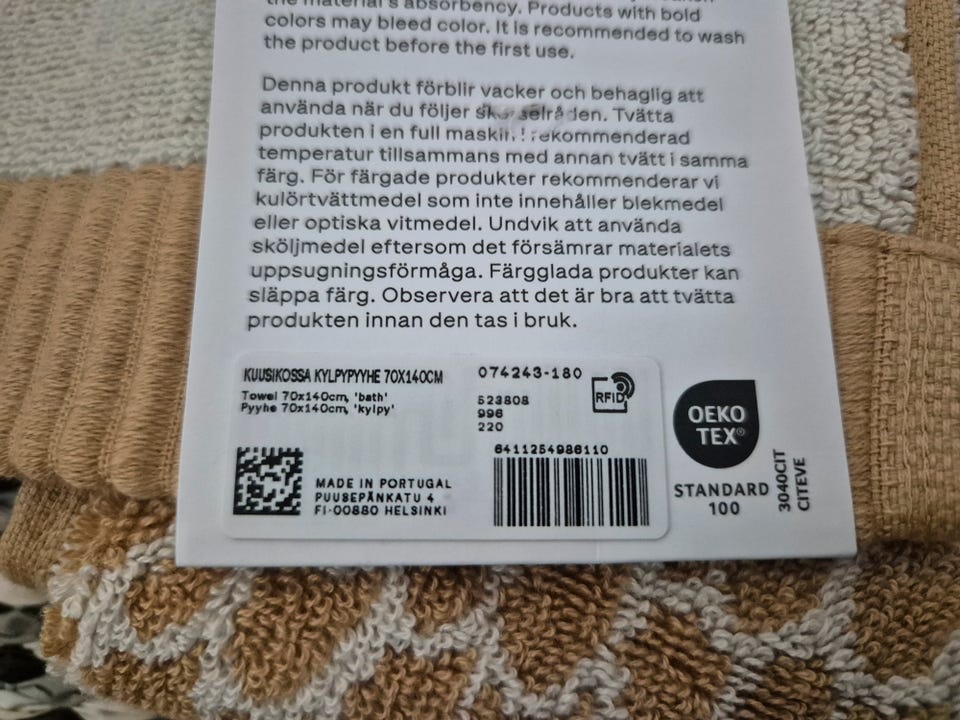 the material's absorbency. Products with bold
colors may bleed color. It is recommended to wash
the product before the first use.
Denna produkt förblir vacker och behaglig att
använda när du följer skötselråden. Tvätta
produkten i en full maskin i rekommenderad
temperatur tillsammans med annan tvätt i samma
färg. För färgade produkter rekommenderar vi
kulörtvättmedel som inte innehåller blekmedel
eller optiska vitmedel. Undvik att använda
sköljmedel eftersom det försämrar materialets
uppsugningsförmåga. Färgglada produkter kan
släppa färg. Observera att det är bra att tvätta
produkten innan den tas i bruk.
KUUSIKOSSA KYLPYPYYHE 70X140CM
Towel 70x140cm, 'bath'
Pyyhe 70x140cm, 'kylpy'
074243-180
523808
996
220
RFID
6411254986110
MADE IN PORTUGAL
PUUSEPÄNKATU 4
FI-00880 HELSINKI
OEKO
TEX®
STANDARD
100
3040CIT
CITEVE